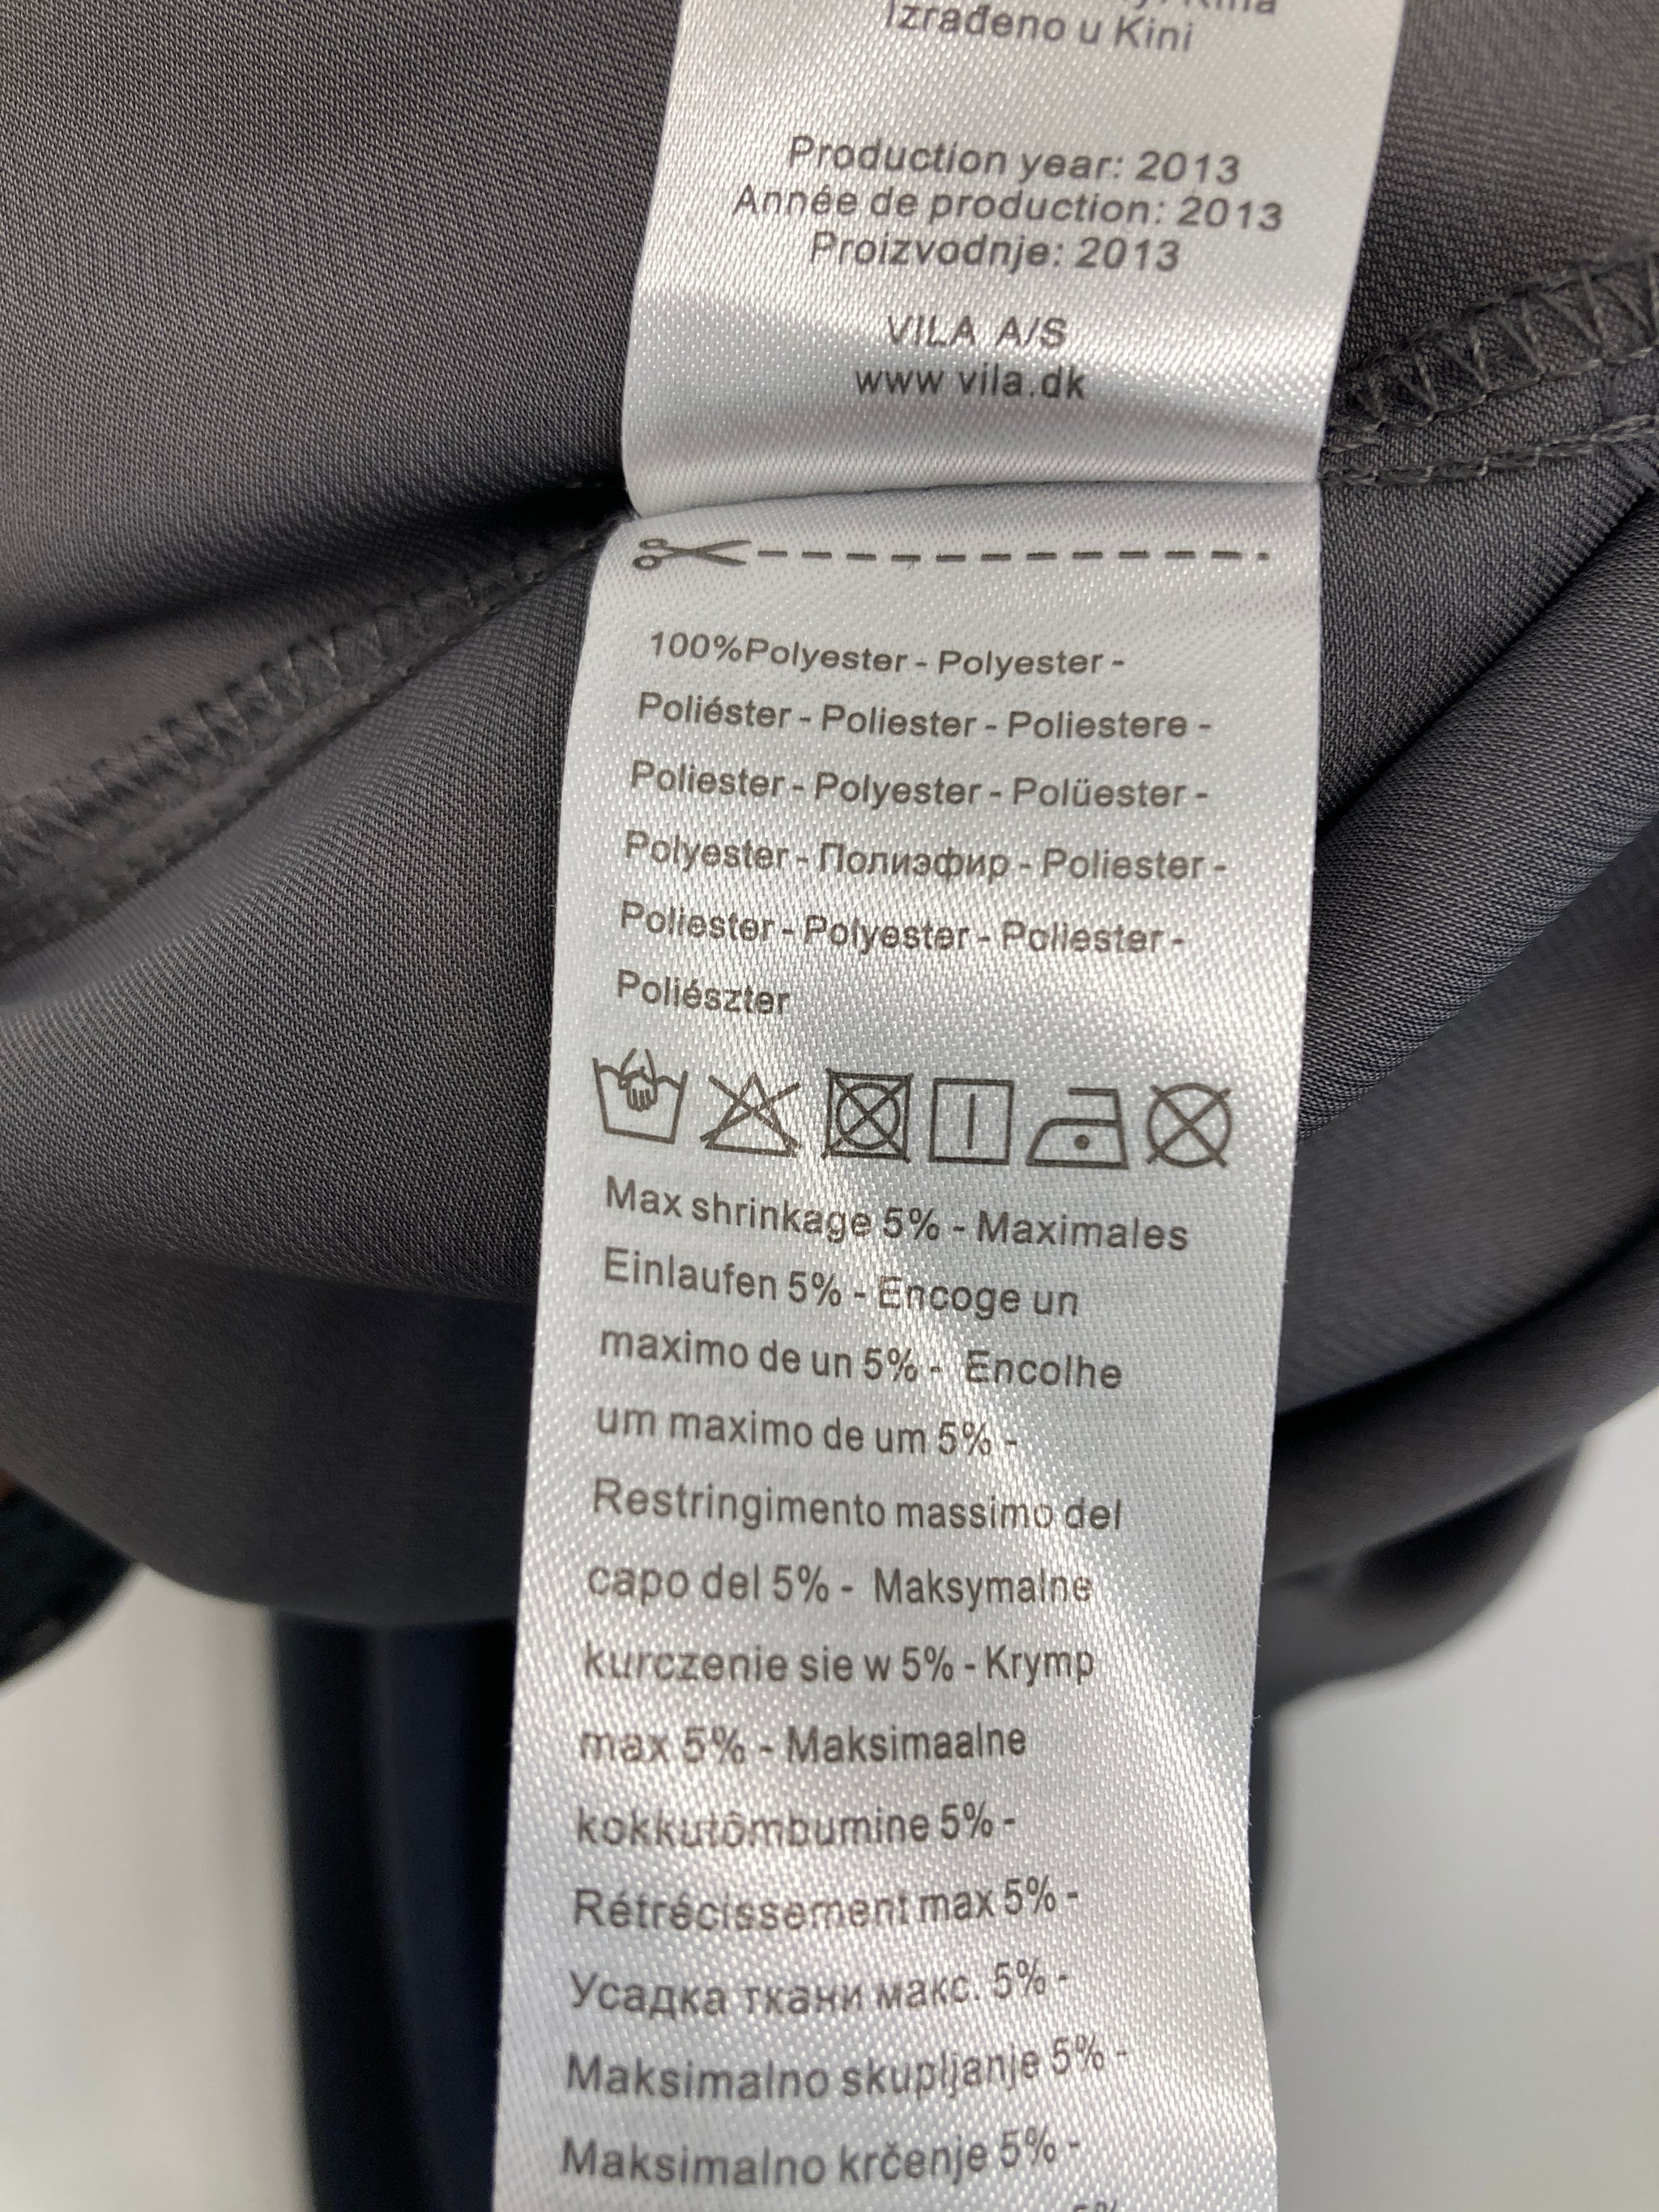 Izrađeno u Kini
Production year: 2013
Année de production: 2013
Proizvodnje: 2013
VILA A/S
www vila.dk
100%Polyester - Polyester -
Poliéster - Poliester - Poliestere -
Poliester - Polyester - Polüester -
Polyester - Полиэфир - Poliester -
Poliester - Polyester - Poliester -
Poliészter
Max shrinkage 5% - Maximales
Einlaufen 5% - Encoge un
maximo de un 5% - Encolhe
um maximo de um 5% -
Restringimento massimo del
capo del 5% - Maksymalne
kurczenie sie w 5% - Krymp
max 5% - Maksimaalne
kokkutõmbumine 5% -
Rétrécissement max 5% -
Усадка ткани макс. 5% -
Maksimalno skupljanje 5% -
Maksimalno krčenje 5% -